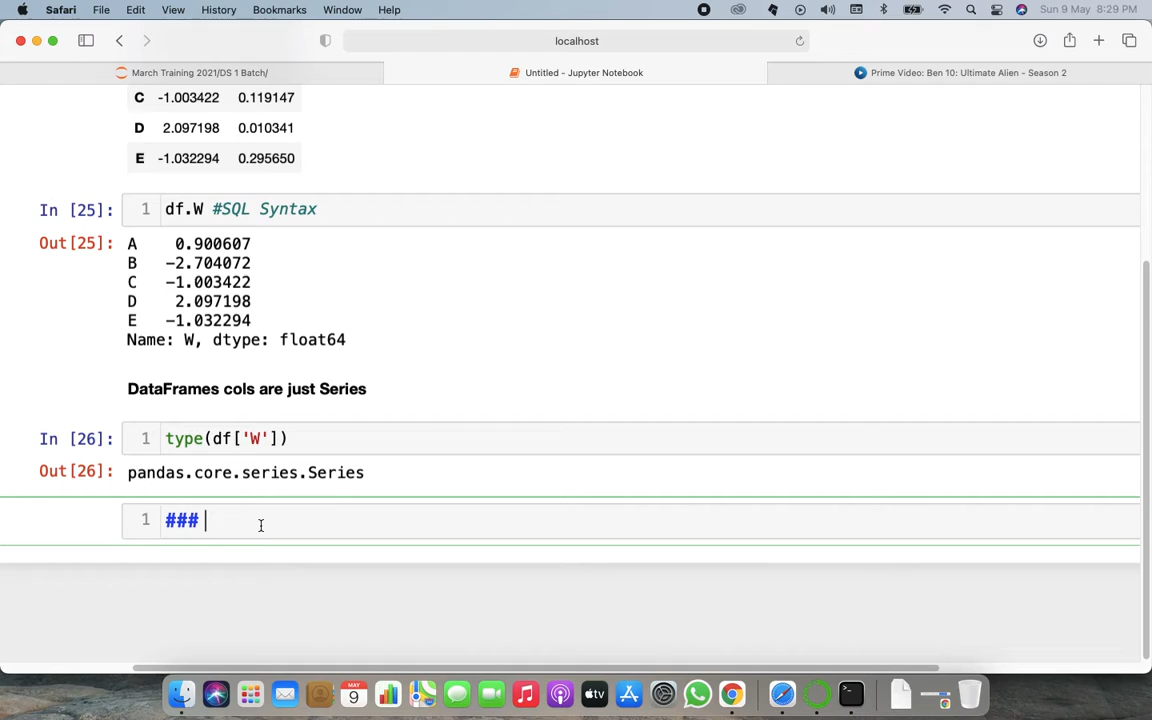 Safari File Edit View History Bookmarks Window Help Sun 9 May 8:29 PM
localhost
March Training 2021/DS 1 Batch/ Untitled - Jupyter Notebook Prime Video: Ben 10: Ultimate Alien - Season 2
C -1.003422 0.119147
D 2.097198 0.010341
E -1.032294 0.295650
In [25]: 1 df.W #SQL Syntax
Out[25]: A 0.900607
B -2.704072
C -1.003422
D 2.097198
E -1.032294
Name: W, dtype: float64
DataFrames cols are just Series
In [26]: 1 type(df['W'])
Out[26]: pandas.core.series.Series
1 ###
MAY
9
tv